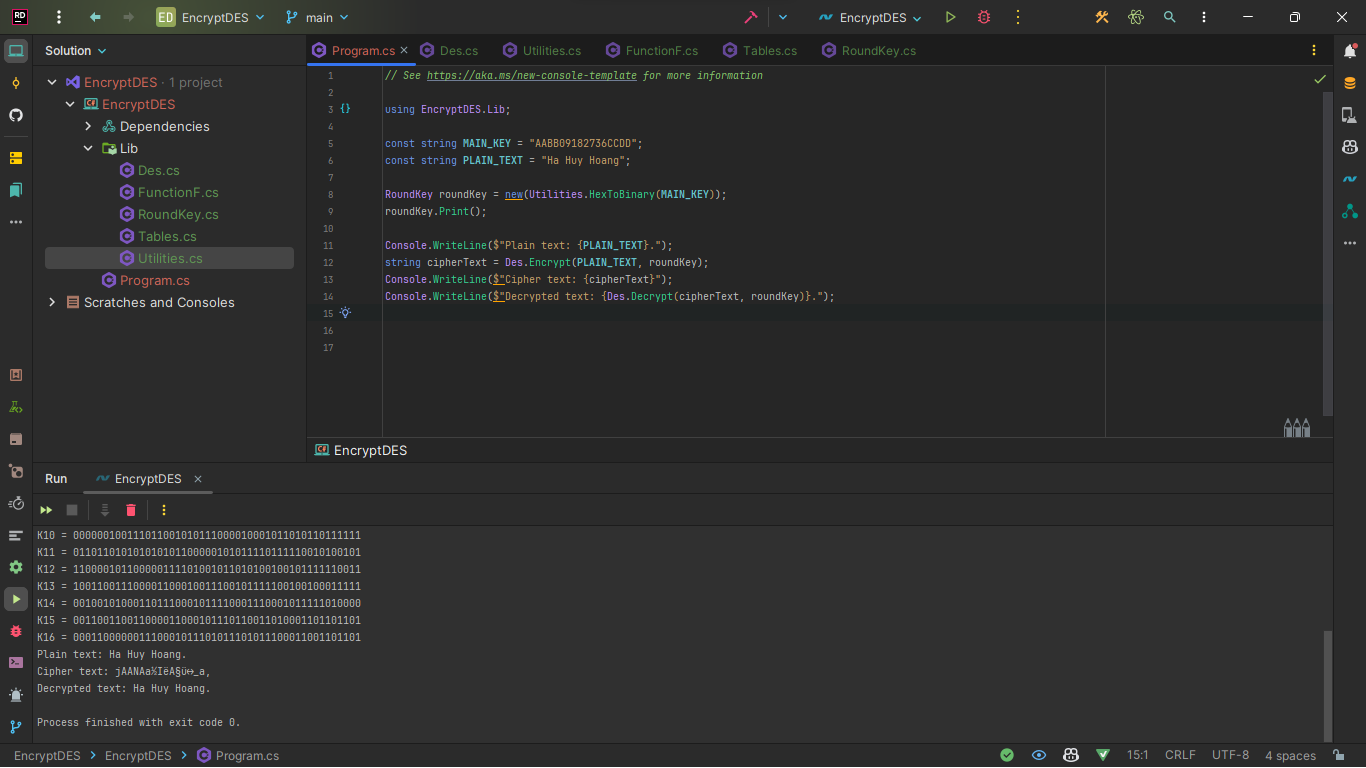 RD
ED EncryptDES
main
EncryptDES
Solution
Program.cs
Des.cs
Utilities.cs
FunctionF.cs
Tables.cs
RoundKey.cs
EncryptDES · 1 project
EncryptDES
Dependencies
Lib
Des.cs
FunctionF.cs
RoundKey.cs
Tables.cs
Utilities.cs
Program.cs
Scratches and Consoles
1 // See https://aka.ms/new-console-template for more information
2
3 using EncryptDES.Lib;
4
5 const string MAIN_KEY = "AABB09182736CCDD";
6 const string PLAIN_TEXT = "Ha Huy Hoang";
7
8 RoundKey roundKey = new(Utilities.HexToBinary(MAIN_KEY));
9 roundKey.Print();
10
11 Console.WriteLine($"Plain text: {PLAIN_TEXT}.");
12 string cipherText = Des.Encrypt(PLAIN_TEXT, roundKey);
13 Console.WriteLine($"Cipher text: {cipherText}");
14 Console.WriteLine($"Decrypted text: {Des.Decrypt(cipherText, roundKey)}.");
15
16
17
C# EncryptDES
Run
EncryptDES
K10 = 000000100111011001010111000010001011010110111111
K11 = 011011010101010101100000101011110111110010100101
K12 = 110000101100000111101001011010100100101111110011
K13 = 100110011100001100010011100101111100100100011111
K14 = 001001010001101110001011110001110001011111010000
K15 = 001100110011000011000101110110011010001101101101
K16 = 000110000001110001011101011101011100011001101101
Plain text: Ha Huy Hoang.
Cipher text: jAANAa½IëA§ü↔_a,
Decrypted text: Ha Huy Hoang.
Process finished with exit code 0.
EncryptDES
EncryptDES
Program.cs
15:1
CRLF
UTF-8
4 spaces